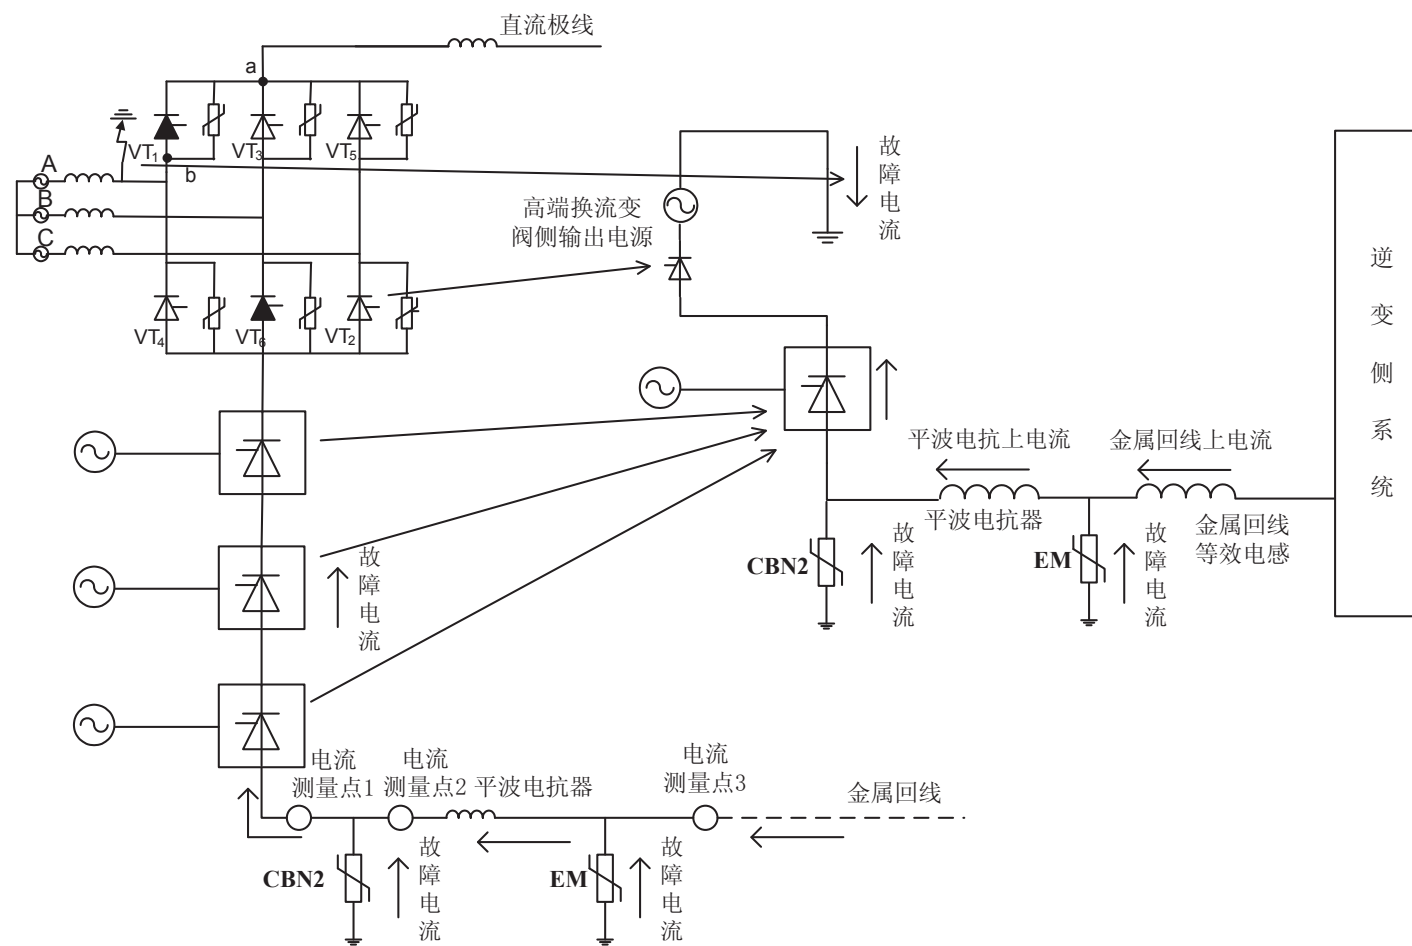 直流极线
a
VT1
VT3
VT5
A
b
B
C
VT4
VT6
VT2
高端换流变
阀侧输出电源
故障电流
逆变侧系统
平波电抗上电流
金属回线上电流
平波电抗器
金属回线
等效电感
CBN2
故障电流
EM
故障电流
故障电流
电流
测量点1
电流
测量点2
平波电抗器
电流
测量点3
金属回线
CBN2
故障电流
EM
故障电流